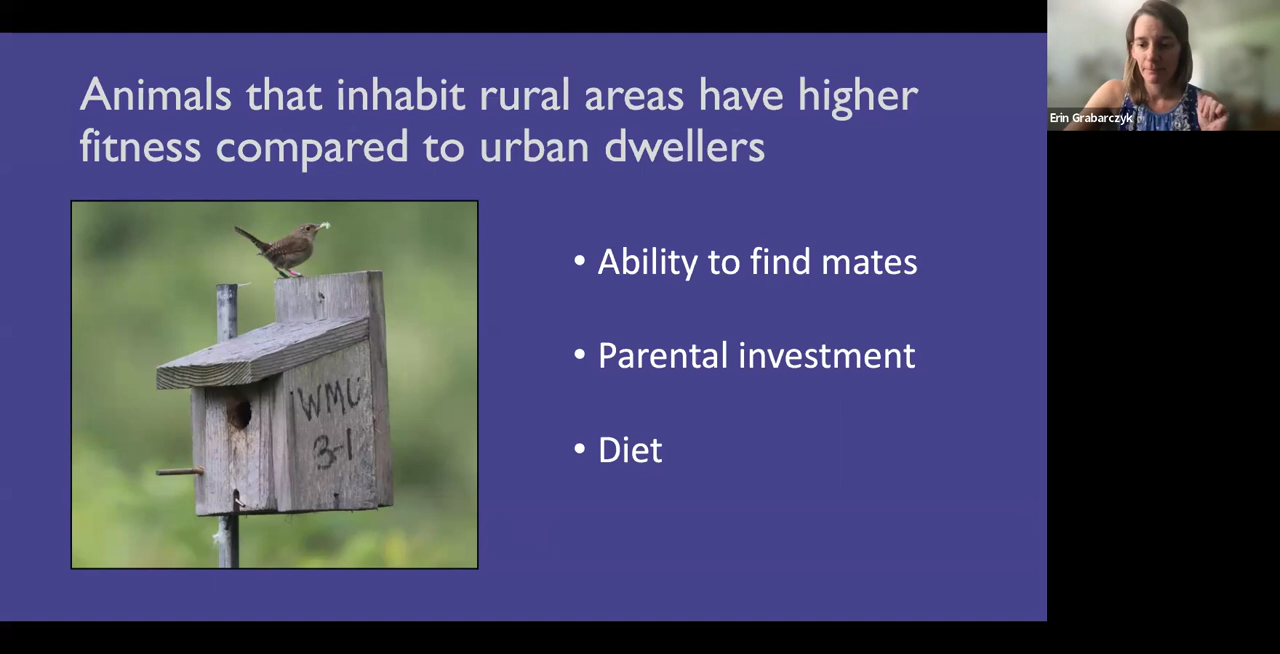 Animals that inhabit rural areas have higher
fitness compared to urban dwellers
• Ability to find mates
• Parental investment
• Diet
WMU
3-1
Erin Grabarczyk